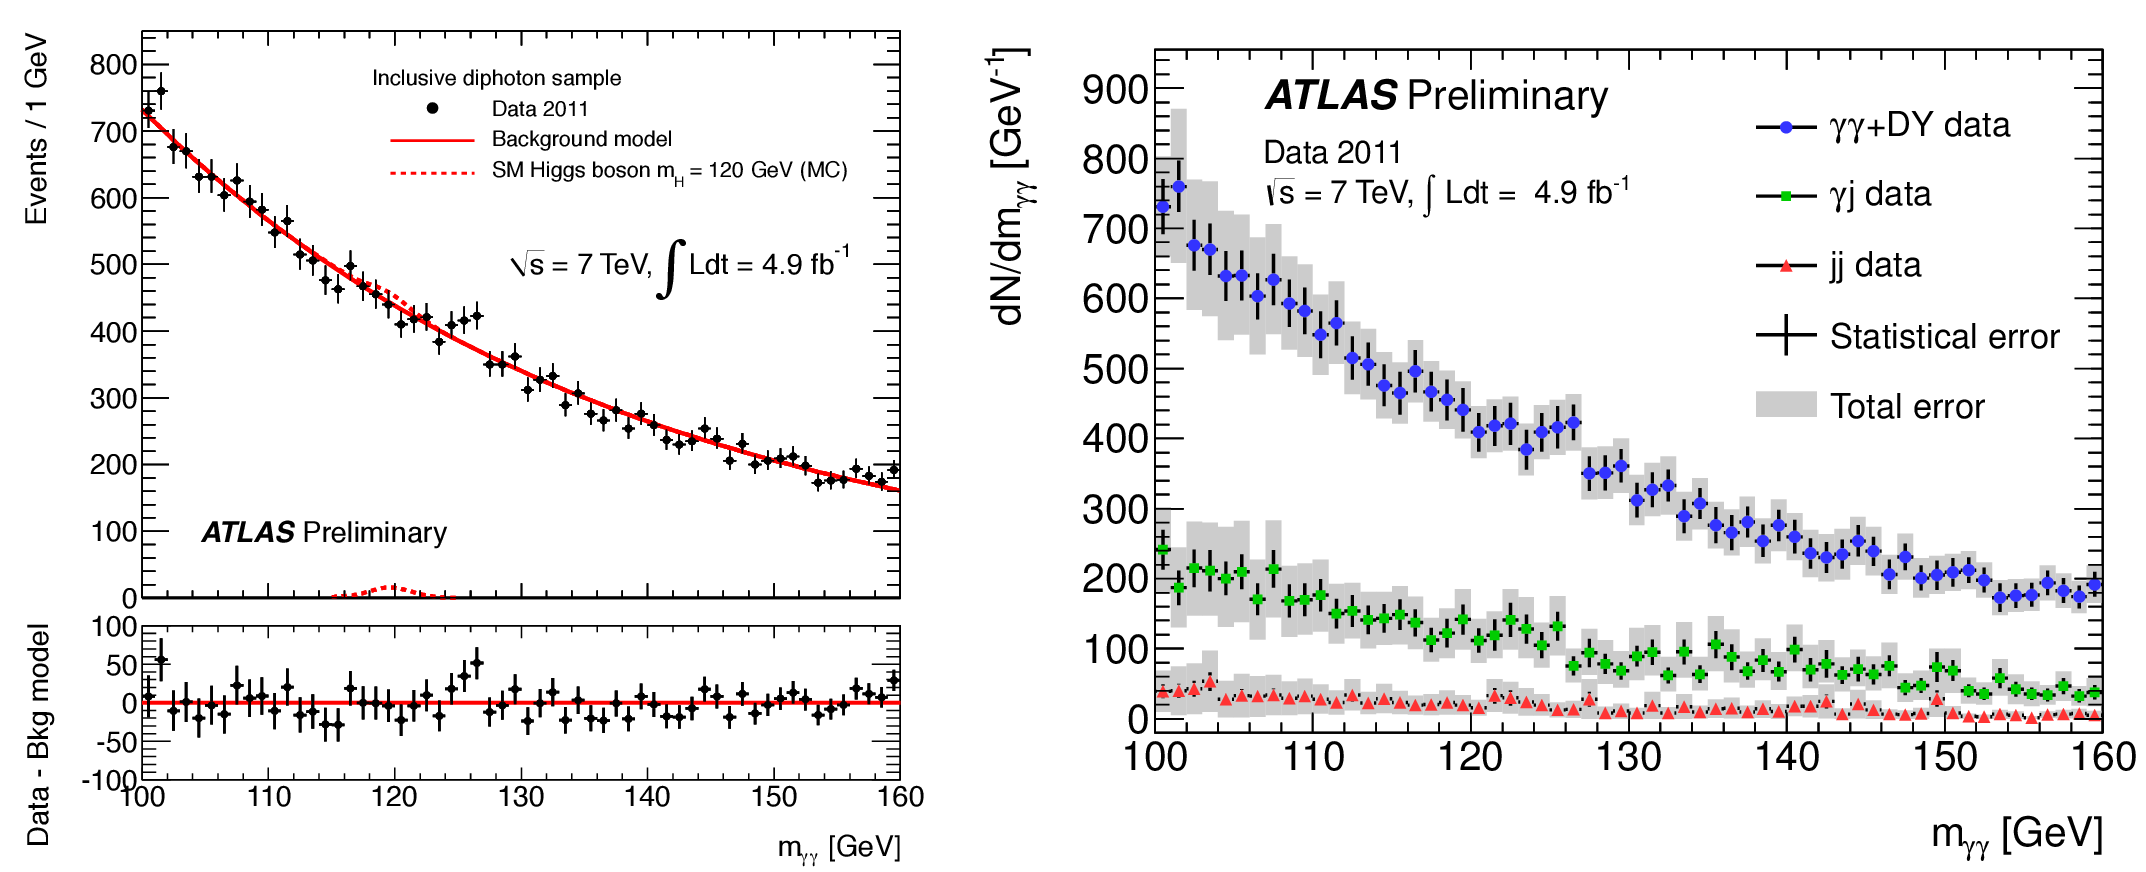 Events / 1 GeV
800
700
600
500
400
300
200
100
0
Inclusive diphoton sample
Data 2011
Background model
SM Higgs boson mH = 120 GeV (MC)
√s = 7 TeV, ∫ Ldt = 4.9 fb-1
ATLAS Preliminary
Data - Bkg model
100
50
0
-50
-100
100 110 120 130 140 150 160
mγγ [GeV]
dN/dmγγ [GeV-1]
900
800
700
600
500
400
300
200
100
0
ATLAS Preliminary
Data 2011
√s = 7 TeV, ∫ Ldt = 4.9 fb-1
γγ+DY data
γj data
jj data
Statistical error
Total error
100 110 120 130 140 150 160
mγγ [GeV]